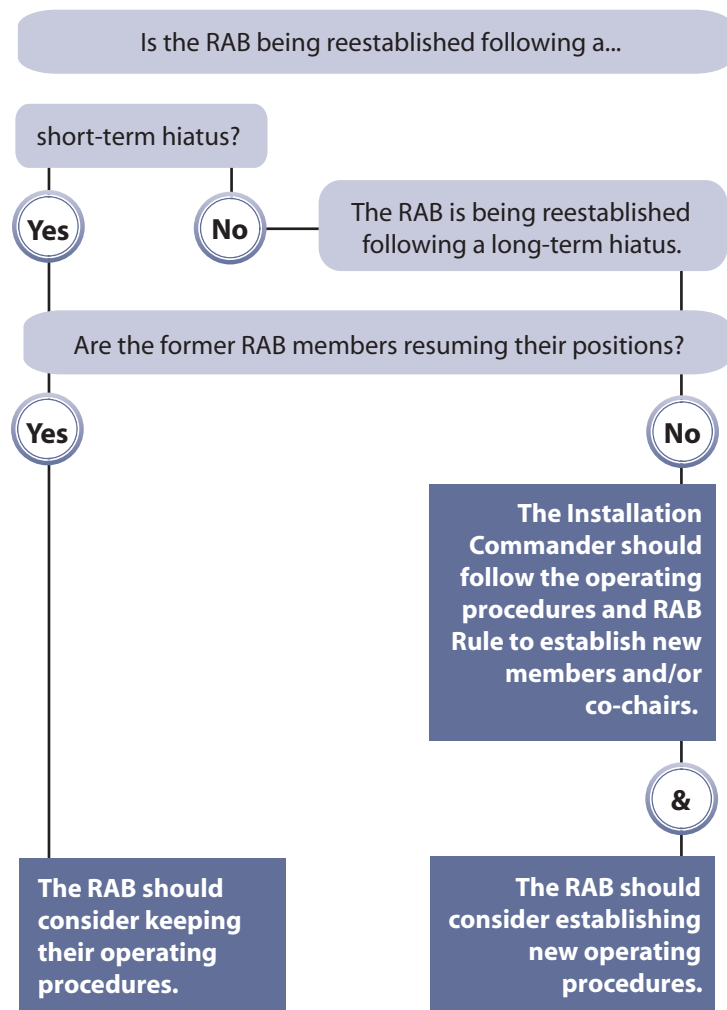 Is the RAB being reestablished following a...
short-term hiatus?
Yes
No
The RAB is being reestablished
following a long-term hiatus.
Are the former RAB members resuming their positions?
Yes
No
The Installation
Commander should
follow the operating
procedures and RAB
Rule to establish new
members and/or
co-chairs.
&
The RAB should
consider keeping
their operating
procedures.
The RAB should
consider establishing
new operating
procedures.